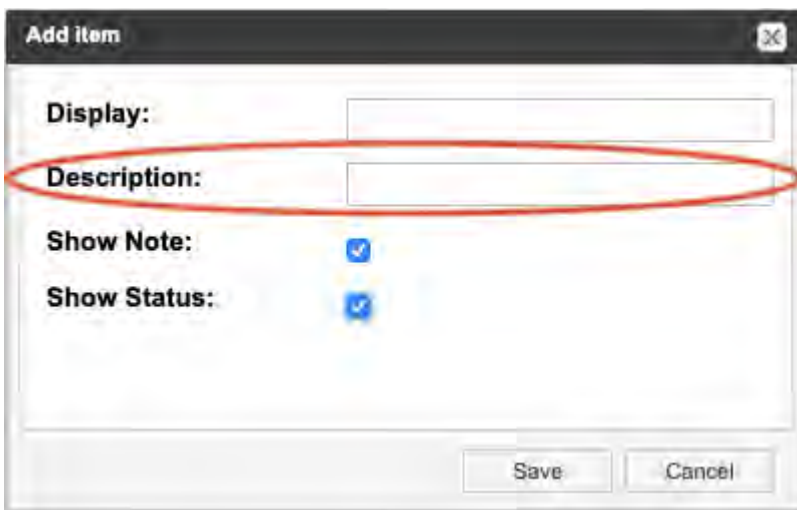 Add item
Display:
Description:
Show Note:
Show Status:
Save Cancel